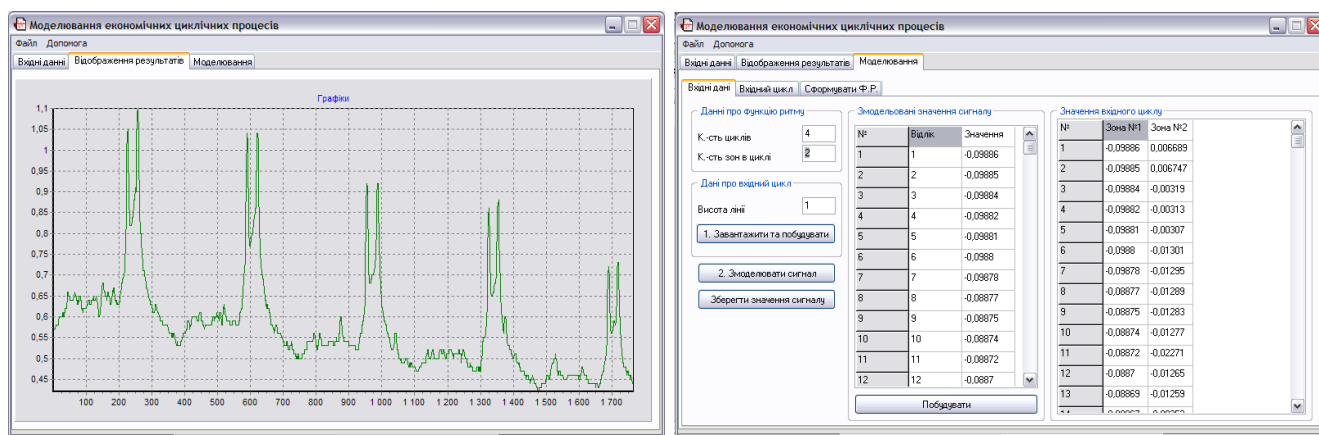 Моделювання економічних циклічних процесів
Файл Допомога
Вхідні данні Відображення результатів Моделювання
Графіки
1,1
1,05
1
0,95
0,9
0,85
0,8
0,75
0,7
0,65
0,6
0,55
0,5
0,45
100 200 300 400 500 600 700 800 900 1 000 1 100 1 200 1 300 1 400 1 500 1 600 1 700
Моделювання економічних циклічних процесів
Файл Допомога
Вхідні данні Відображення результатів Моделювання
Вхідні дані Вхідний цикл Сформувати Ф.Р.
Данні про функцію ритму
К.-сть циклів 4
К.-сть зон в циклі 2
Дані про вхідний цикл
Висота лінії 1
1. Завантажити та побудувати
2. Змоделювати сигнал
Зберегти значення сигналу
Змодельовані значення сигналу
№ Відлік Значення
1 1 -0,09886
2 2 -0,09885
3 3 -0,09884
4 4 -0,09882
5 5 -0,09881
6 6 -0,0988
7 7 -0,09878
8 8 -0,08877
9 9 -0,08875
10 10 -0,08874
11 11 -0,08872
12 12 -0,0887
Побудувати
Значення вхідного циклу
№ Зона №1 Зона №2
1 -0,09886 0,006689
2 -0,09885 0,006747
3 -0,09884 -0,00319
4 -0,09882 -0,00313
5 -0,09881 -0,00307
6 -0,0988 -0,01301
7 -0,09878 -0,01295
8 -0,08877 -0,01289
9 -0,08875 -0,01283
10 -0,08874 -0,01277
11 -0,08872 -0,02271
12 -0,0887 -0,01265
13 -0,08869 -0,01259